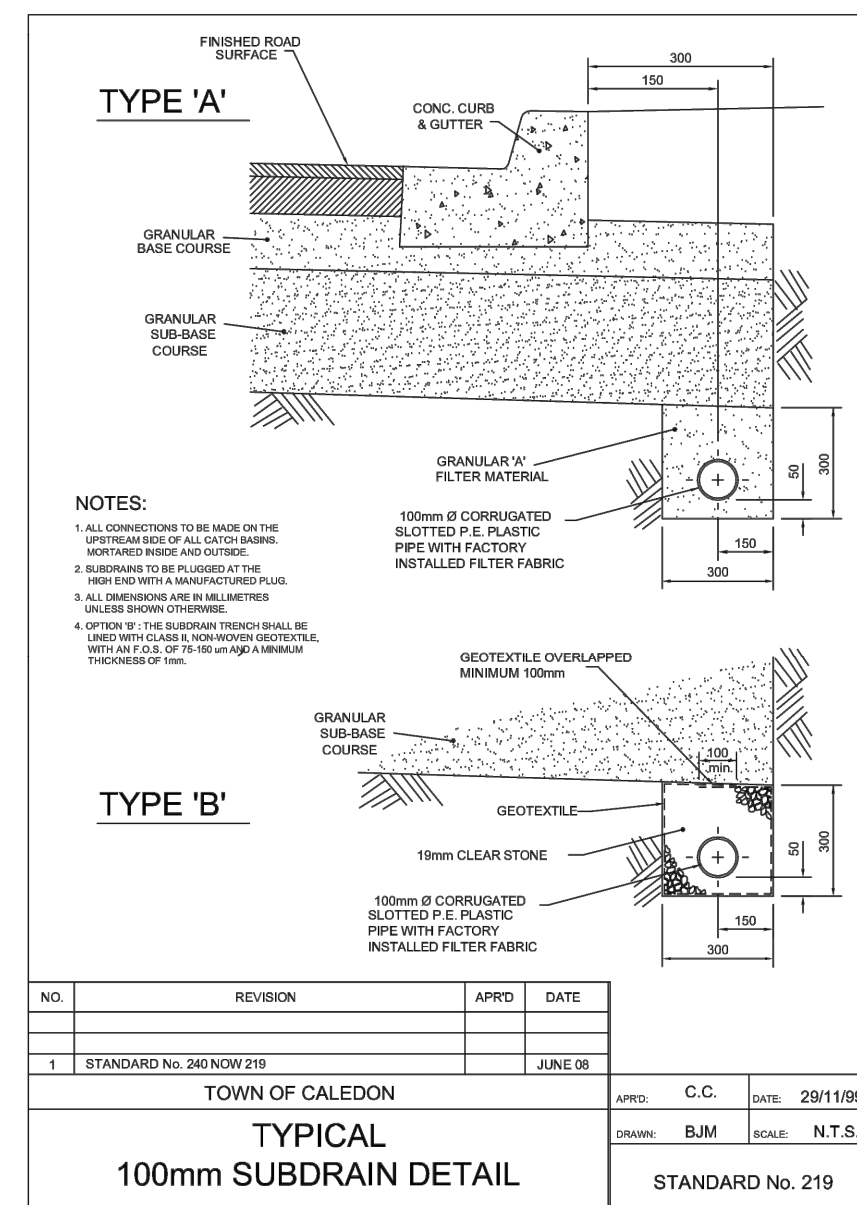 FINISHED ROAD
SURFACE
TYPE 'A'
CONC. CURB
& GUTTER
300
150
GRANULAR
BASE COURSE
GRANULAR
SUB-BASE
COURSE
GRANULAR 'A'
FILTER MATERIAL
100mm Ø CORRUGATED
SLOTTED P.E. PLASTIC
PIPE WITH FACTORY
INSTALLED FILTER FABRIC
50
300
150
300
NOTES:
1. ALL CONNECTIONS TO BE MADE ON THE
UPSTREAM SIDE OF ALL CATCH BASINS.
MORTARED INSIDE AND OUTSIDE.
2. SUBDRAINS TO BE PLUGGED AT THE
HIGH END WITH A MANUFACTURED PLUG.
3. ALL DIMENSIONS ARE IN MILLIMETRES
UNLESS SHOWN OTHERWISE.
4. OPTION 'B' : THE SUBDRAIN TRENCH SHALL BE
LINED WITH CLASS II, NON-WOVEN GEOTEXTILE,
WITH AN F.O.S. OF 75-150 um AND A MINIMUM
THICKNESS OF 1mm.
GEOTEXTILE OVERLAPPED
MINIMUM 100mm
GRANULAR
SUB-BASE
COURSE
100
min.
TYPE 'B'
GEOTEXTILE
19mm CLEAR STONE
100mm Ø CORRUGATED
SLOTTED P.E. PLASTIC
PIPE WITH FACTORY
INSTALLED FILTER FABRIC
50
300
150
300
NO. REVISION APR'D DATE
1 STANDARD No. 240 NOW 219 JUNE 08
TOWN OF CALEDON
TYPICAL
100mm SUBDRAIN DETAIL
APR'D: C.C. DATE: 29/11/99
DRAWN: BJM SCALE: N.T.S.
STANDARD No. 219